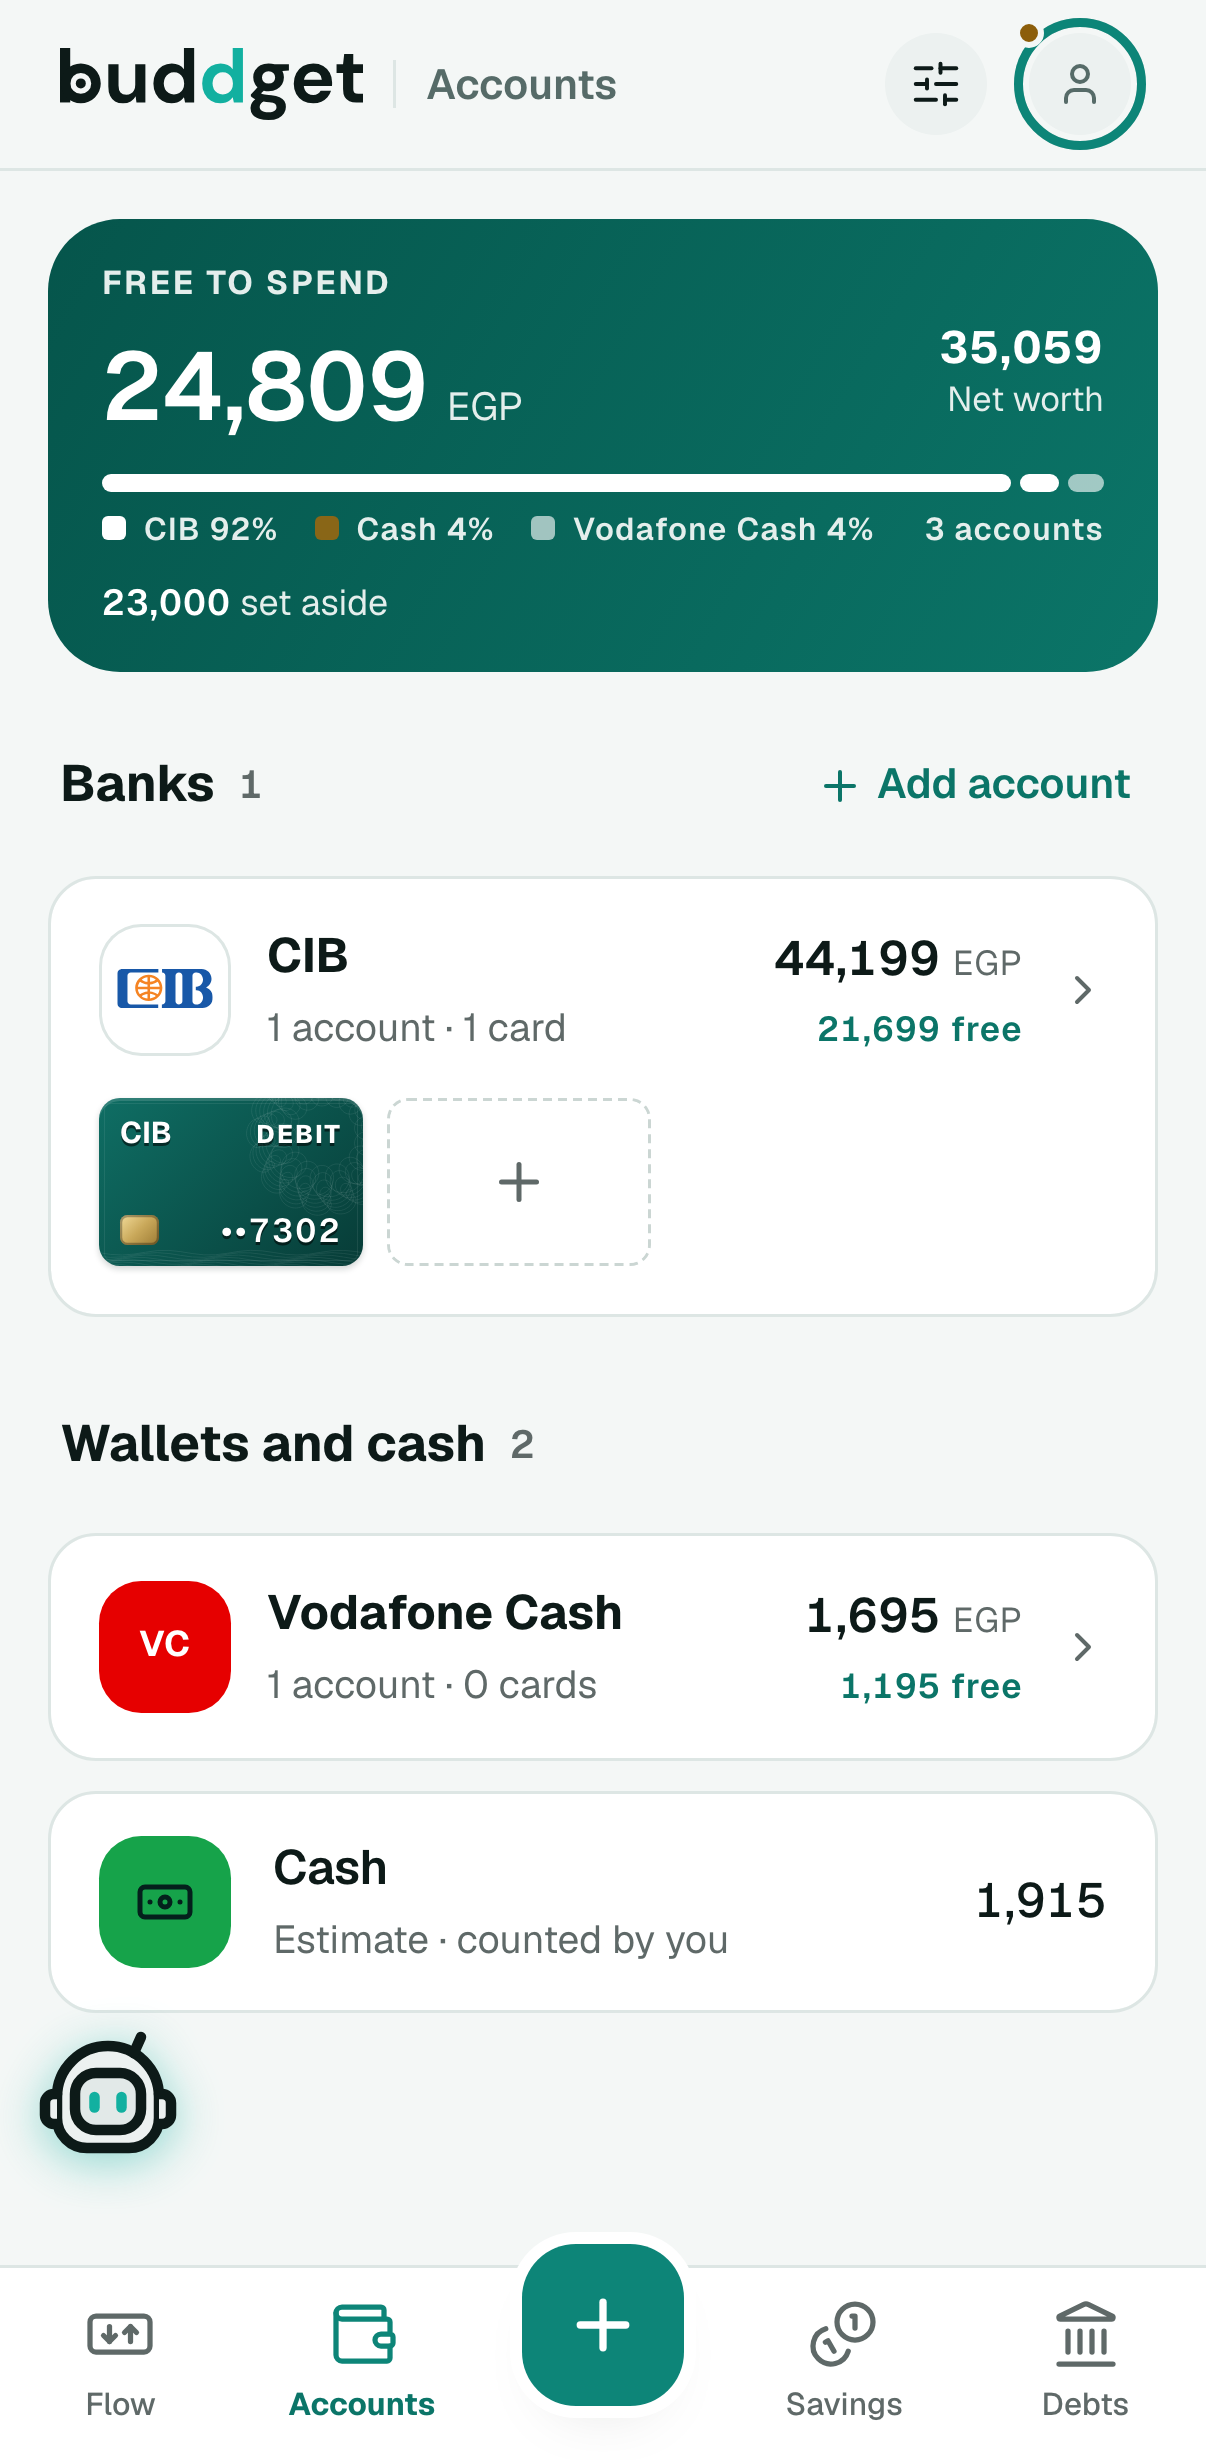 buddget
Accounts
FREE TO SPEND
24,809 EGP
35,059
Net worth
CIB 92%
Cash 4%
Vodafone Cash 4%
3 accounts
23,000 set aside
Banks 1
+ Add account
CIB
CIB
44,199 EGP
1 account · 1 card
21,699 free
CIB
DEBIT
••7302
Wallets and cash 2
VC
Vodafone Cash
1,695 EGP
1 account · 0 cards
1,195 free
Cash
1,915
Estimate · counted by you
Flow
Accounts
Savings
Debts